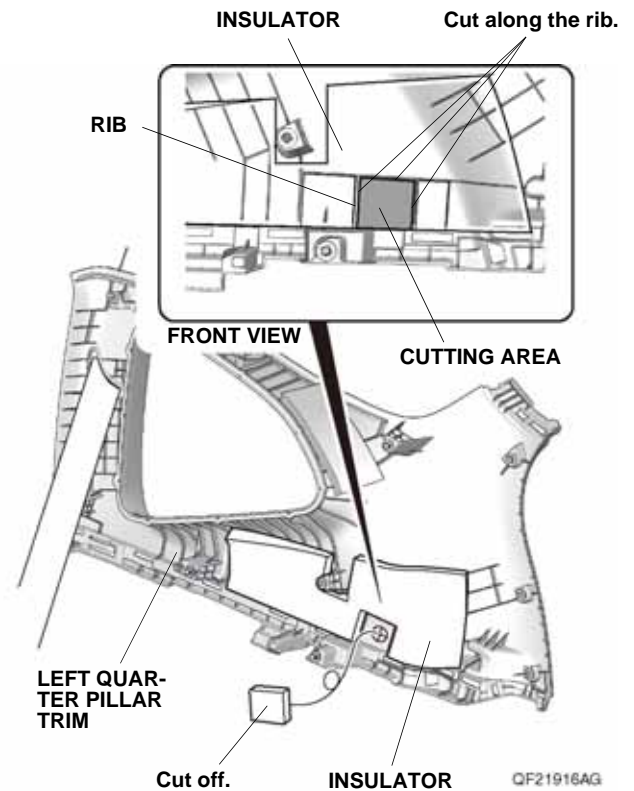 INSULATOR
Cut along the rib.
RIB
FRONT VIEW
CUTTING AREA
LEFT QUAR-
TER PILLAR
TRIM
Cut off.
INSULATOR
QF21916AG